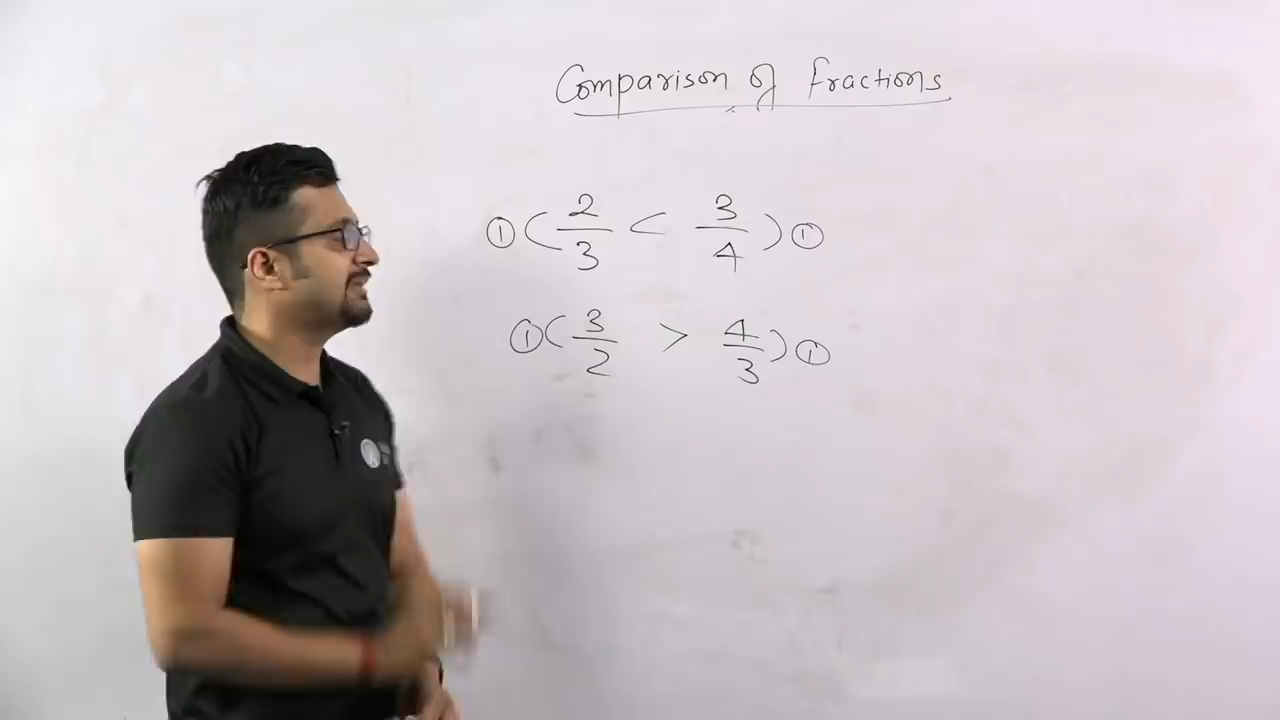 Comparison of fractions
① ( 2/3 < 3/4 ) ①
① ( 3/2 > 4/3 ) ①